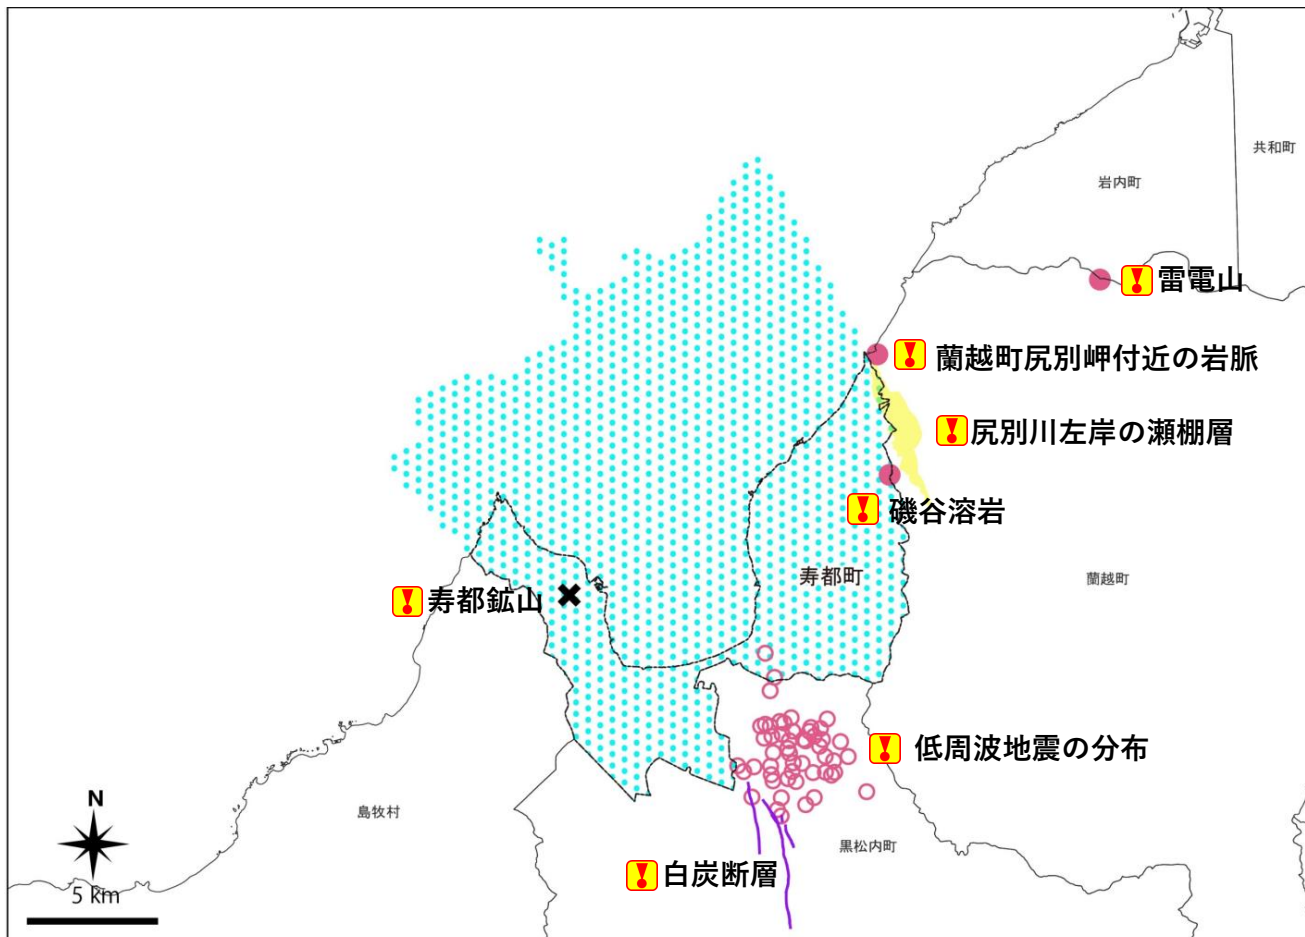 共和町
岩内町
雷電山
蘭越町尻別岬付近の岩脈
尻別川左岸の瀬棚層
磯谷溶岩
寿都町
蘭越町
寿都鉱山
低周波地震の分布
島牧村
黒松内町
白炭断層
N
5 km